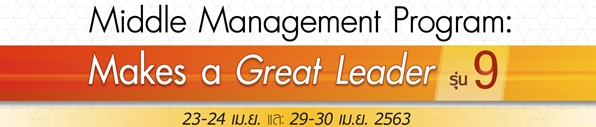 Middle Management Program:
Makes a Great Leader รุ่น 9
23-24 เม.ย. และ 29-30 เม.ย. 2563